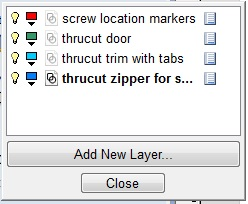 screw location markers
thrucut door
thrucut trim with tabs
thrucut zipper for s...
Add New Layer...
Close